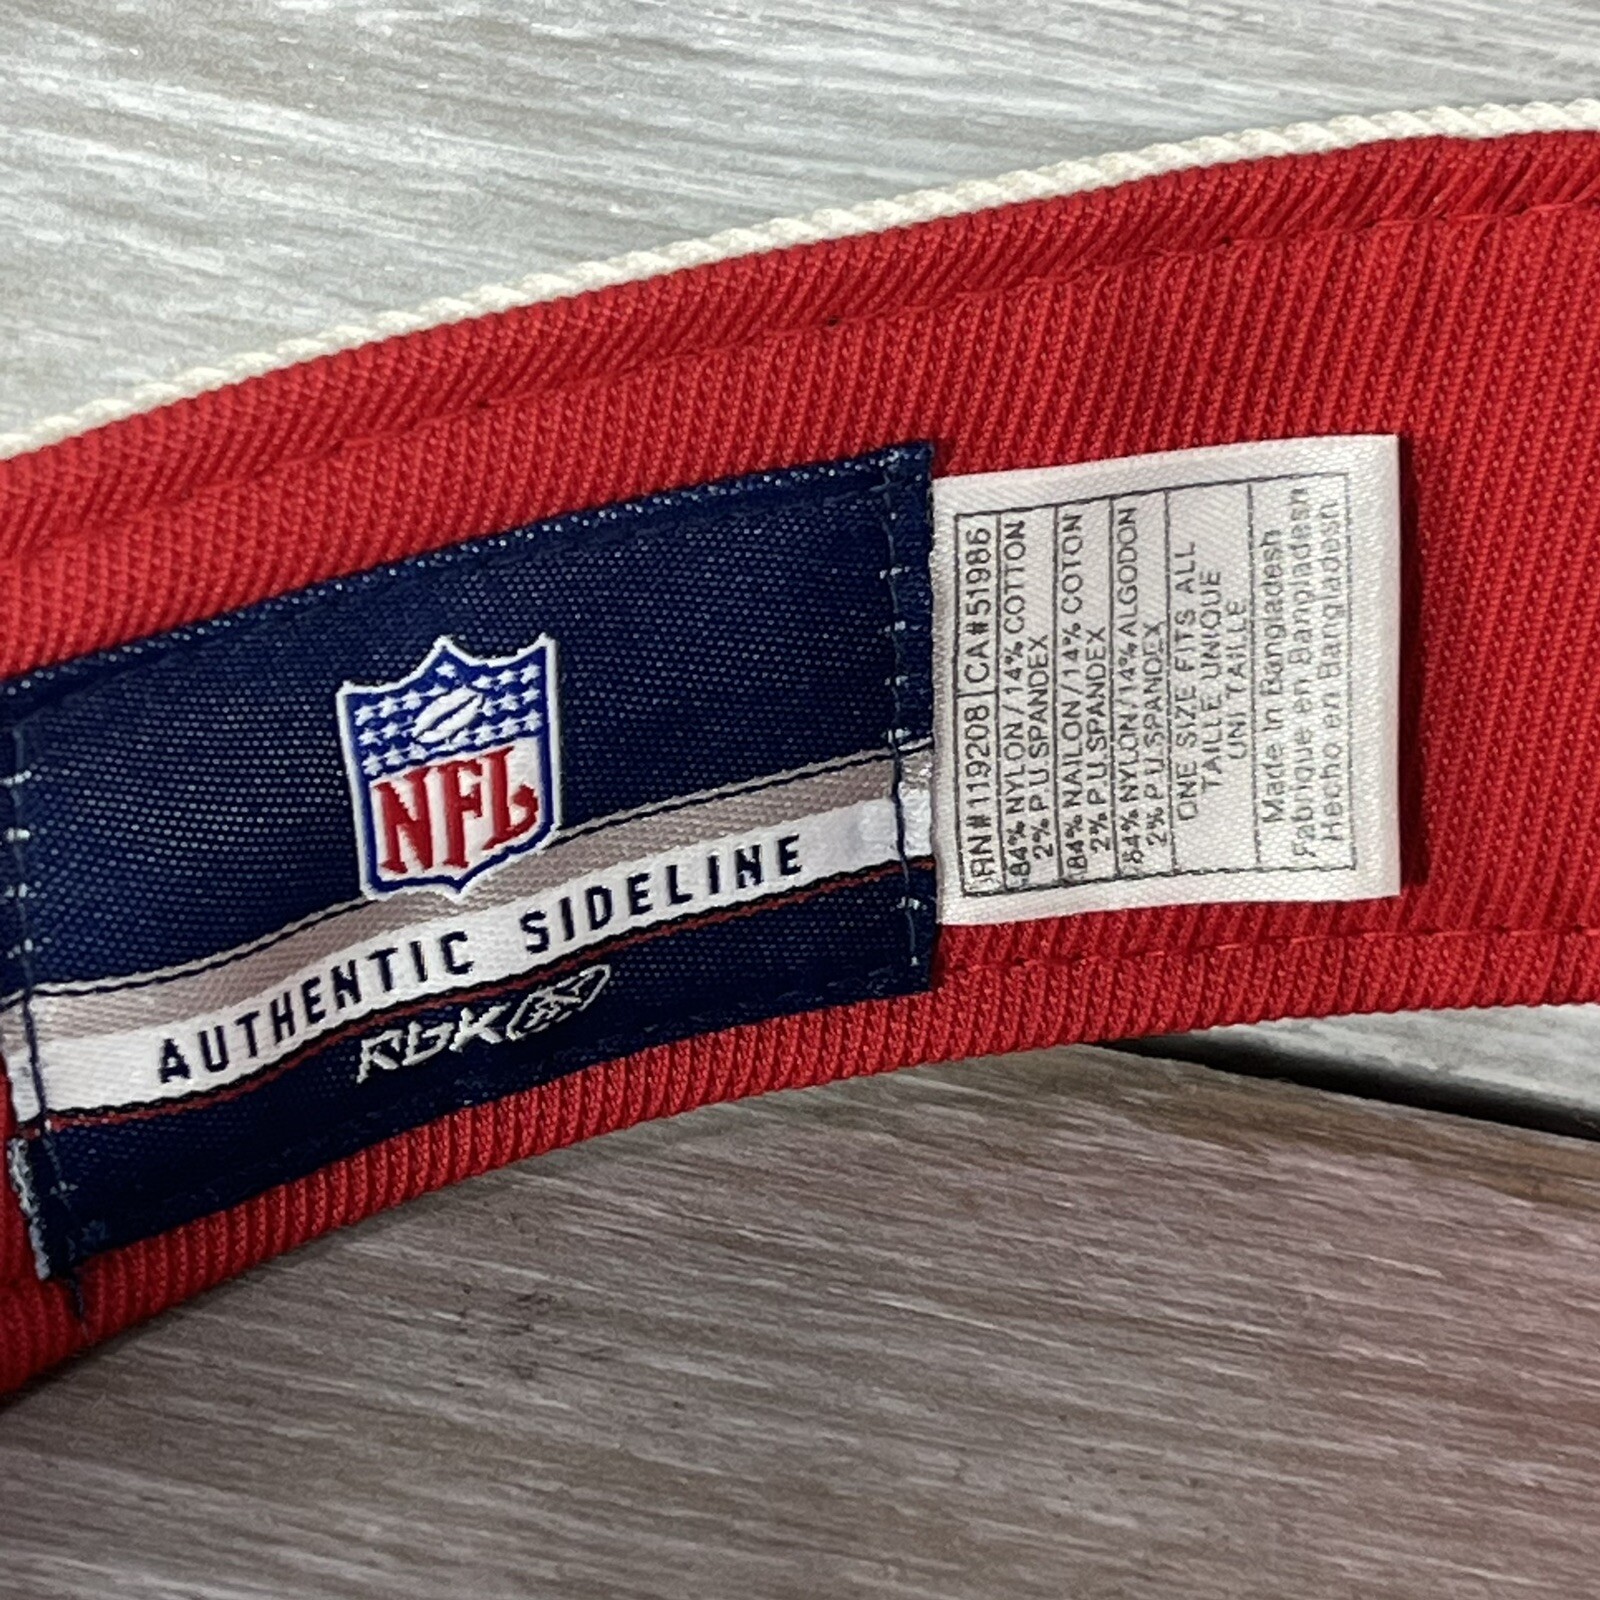 NFL
AUTHENTIC SIDELINE
RbK
RN#119208 CA#51986
84% NYLON/14% COTTON
2% P U SPANDEX
84% NAILON/14% COTON
2% P U SPANDEX
84% NYLON/14% ALGODON
2% P U SPANDEX
ONE SIZE FITS ALL
TAILLE UNIQUE
UNI TAILLE
Made In Bangladesh
Fabrique en Bangladesh
Hecho en Bangladesh